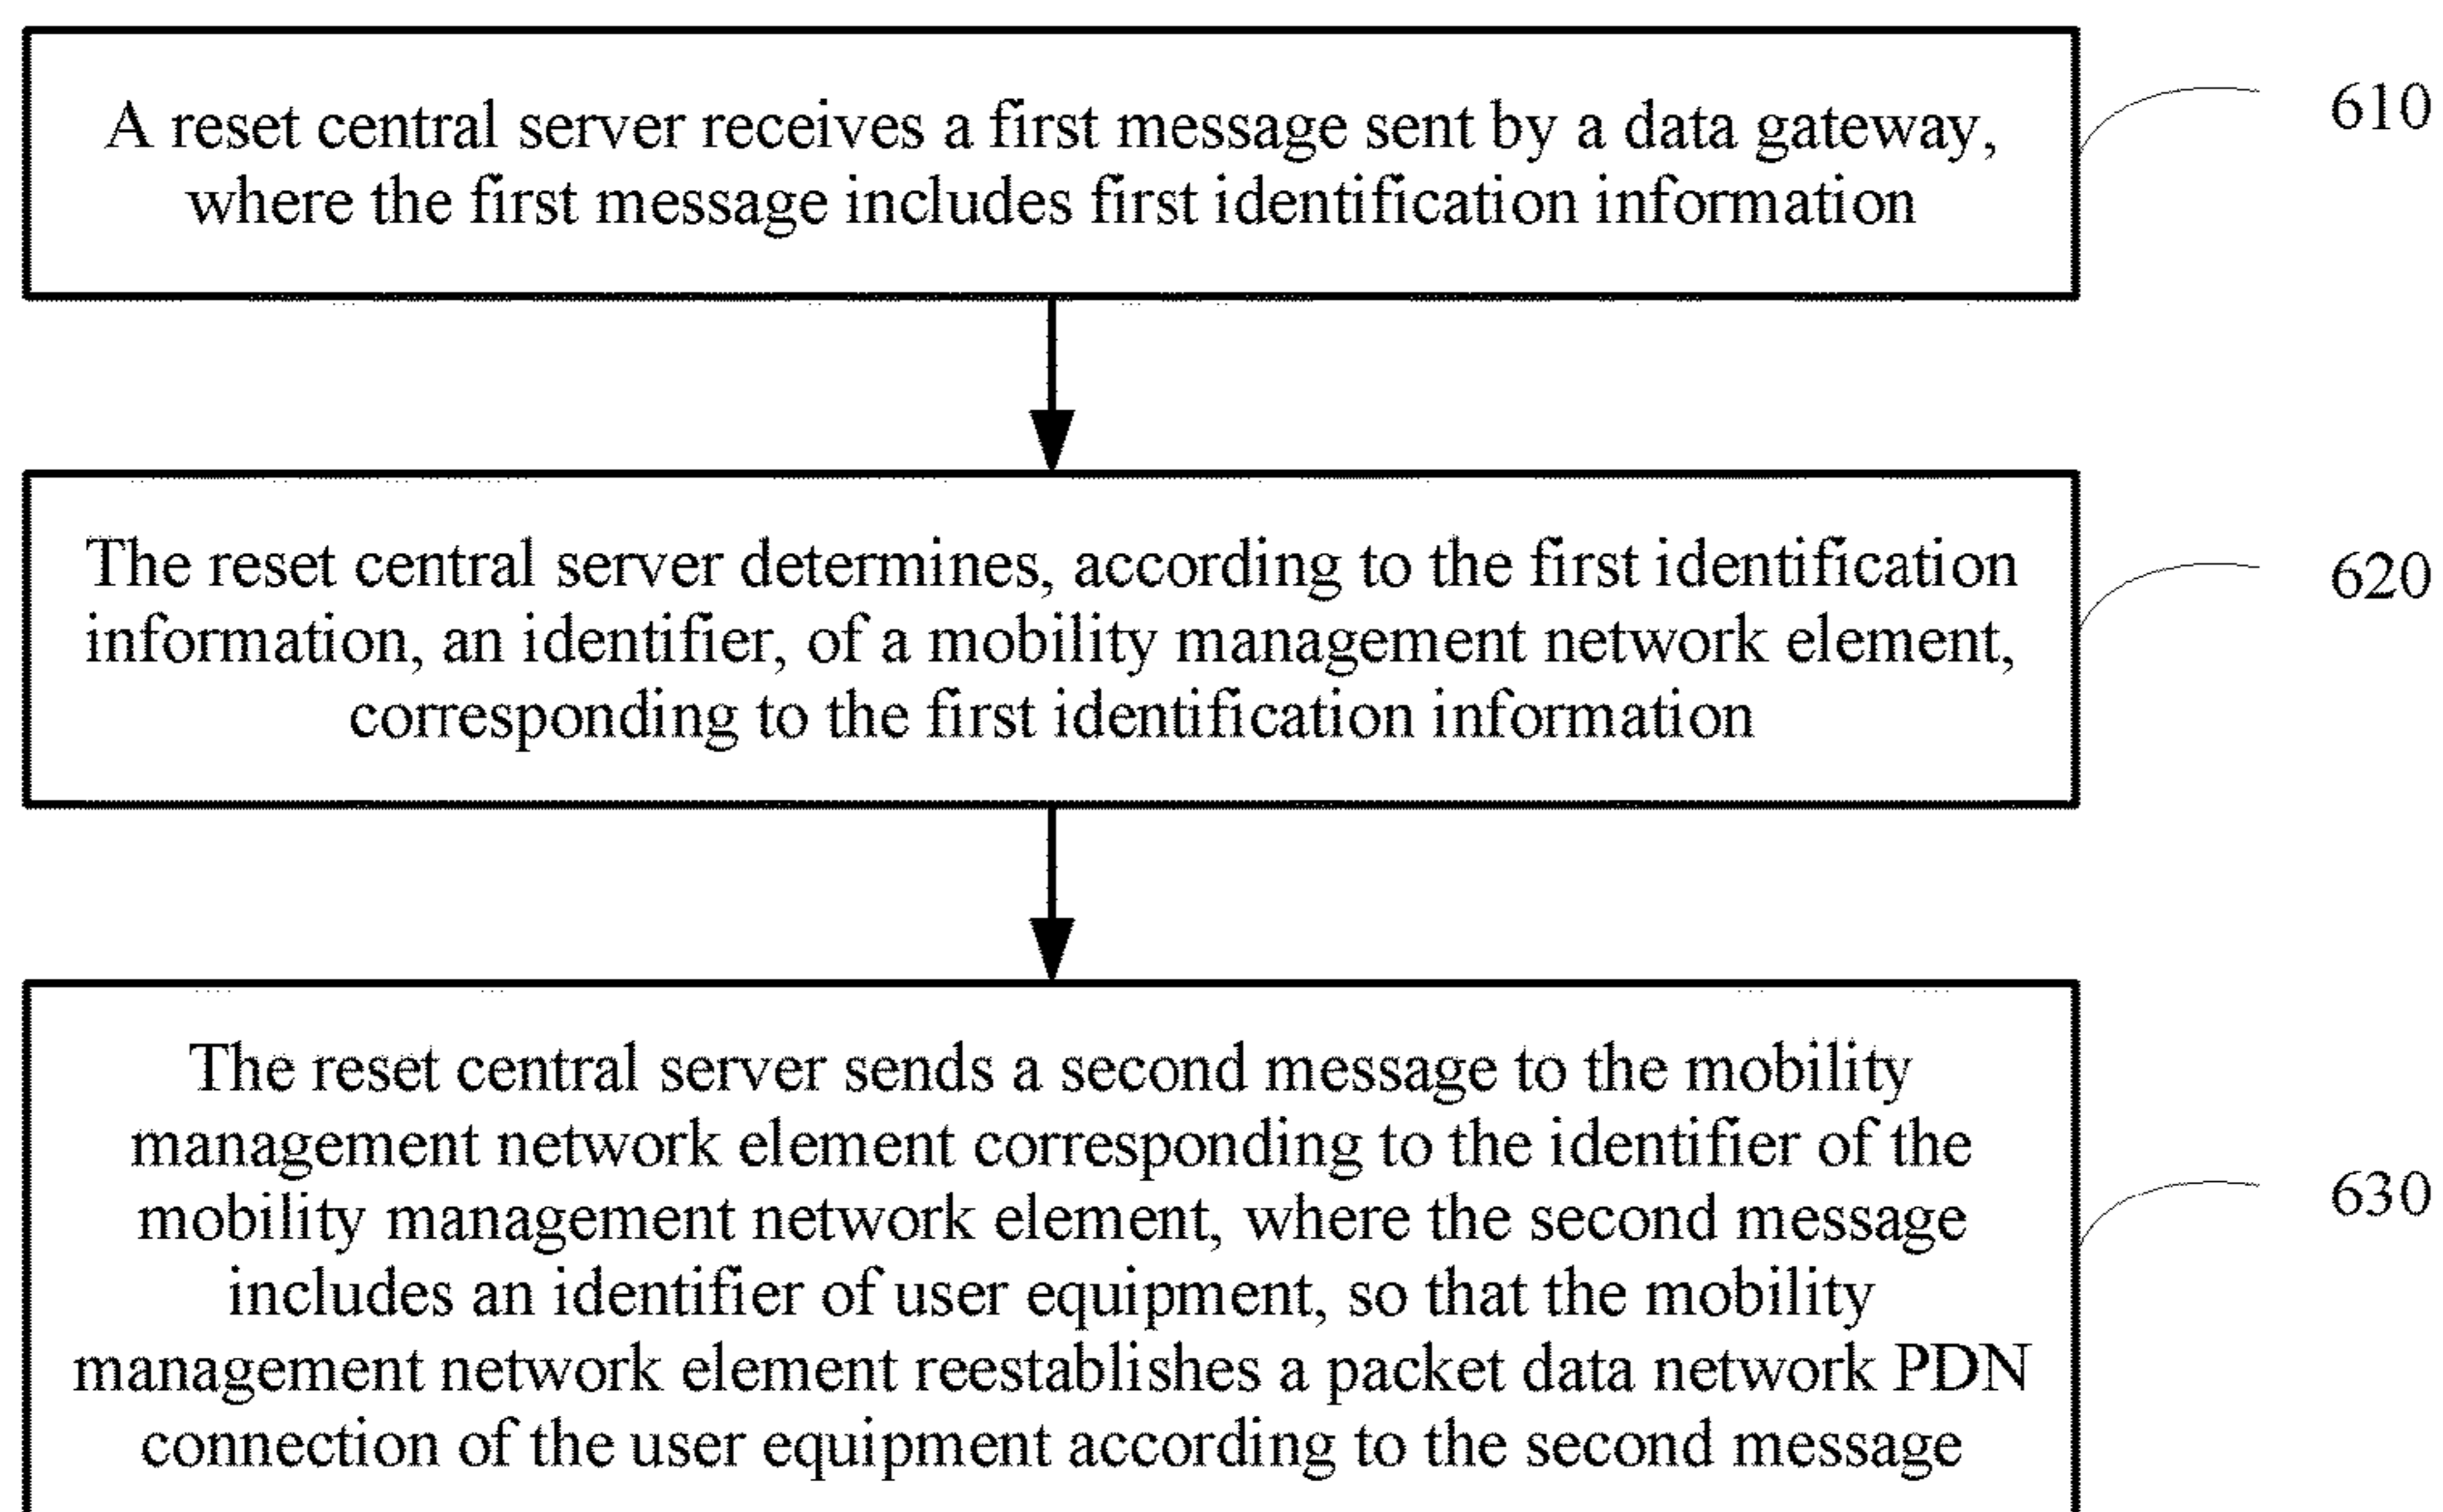 A reset central server receives a first message sent by a data gateway,
where the first message includes first identification information
610
The reset central server determines, according to the first identification
information, an identifier, of a mobility management network element,
corresponding to the first identification information
620
The reset central server sends a second message to the mobility
management network element corresponding to the identifier of the
mobility management network element, where the second message
includes an identifier of user equipment, so that the mobility
management network element reestablishes a packet data network PDN
connection of the user equipment according to the second message
630